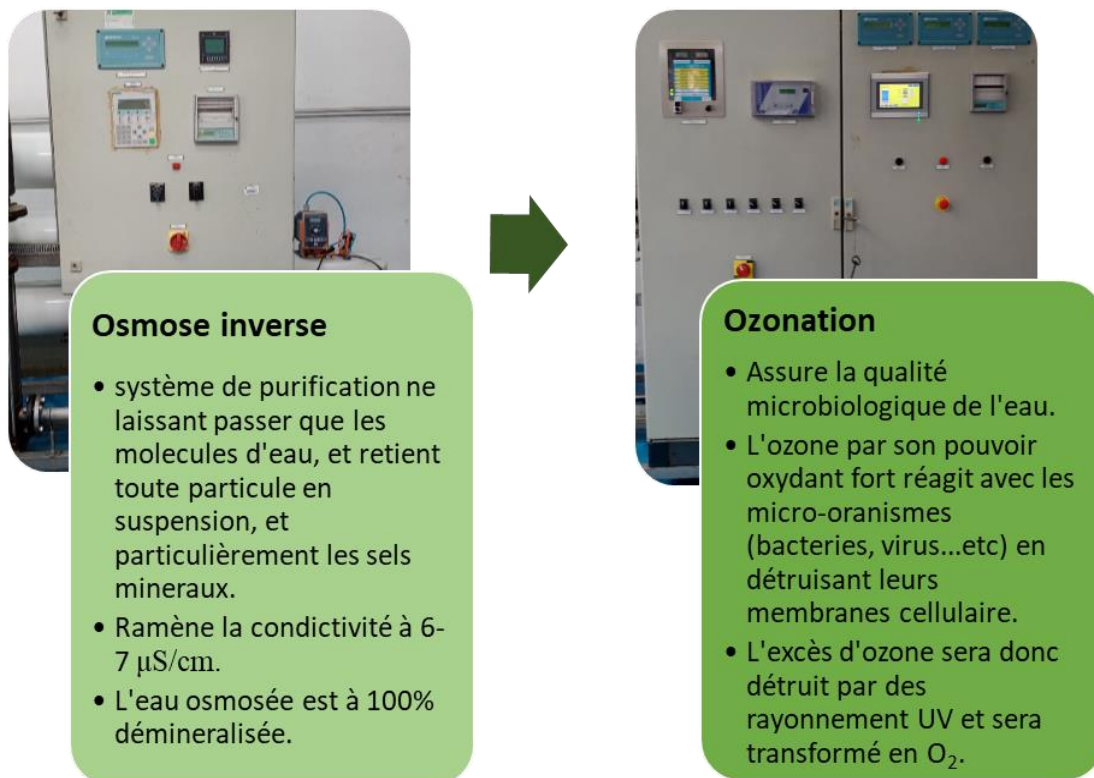 Osmose inverse
• système de purification ne
laissant passer que les
molecules d'eau, et retient
toute particule en
suspension, et
particulièrement les sels
mineraux.
• Ramène la condictivité à 6-
7 µS/cm.
• L'eau osmosée est à 100%
démineralisée.
Ozonation
• Assure la qualité
microbiologique de l'eau.
• L'ozone par son pouvoir
oxydant fort réagit avec les
micro-oranismes
(bacteries, virus...etc) en
détruisant leurs
membranes cellulaire.
• L'excès d'ozone sera donc
détruit par des
rayonnement UV et sera
transformé en O₂.